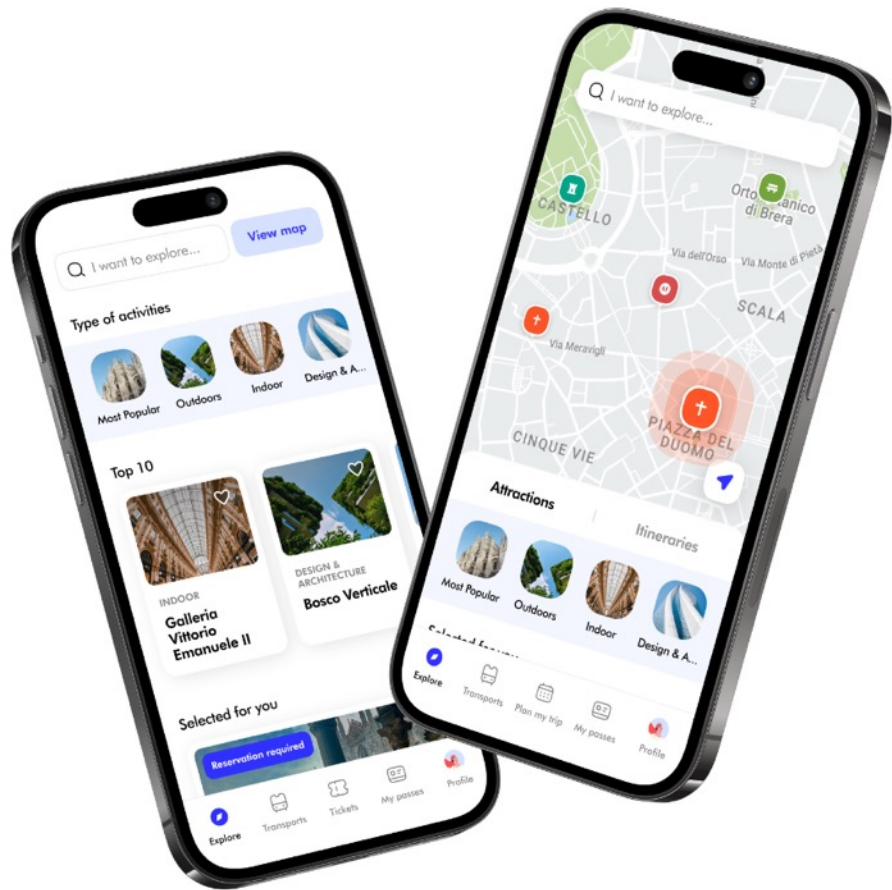 I want to explore...
View map
Type of activities
Most Popular
Outdoors
Indoor
Design & A...
Top 10
INDOOR
Galleria
Vittorio
Emanuele II
DESIGN &
ARCHITECTURE
Bosco Verticale
Selected for you
Reservation required
Explore
Transports
Tickets
My passes
Profile
I want to explore...
CASTELLO
di Brera
Via dell'Orso
Via Monte di Pietà
SCALA
Via Meravigli
PIAZZA DEL
DUOMO
CINQUE VIE
Attractions
Itineraries
Most Popular
Outdoors
Indoor
Design & A...
Explore
Transports
Plan my trip
My passes
Profile